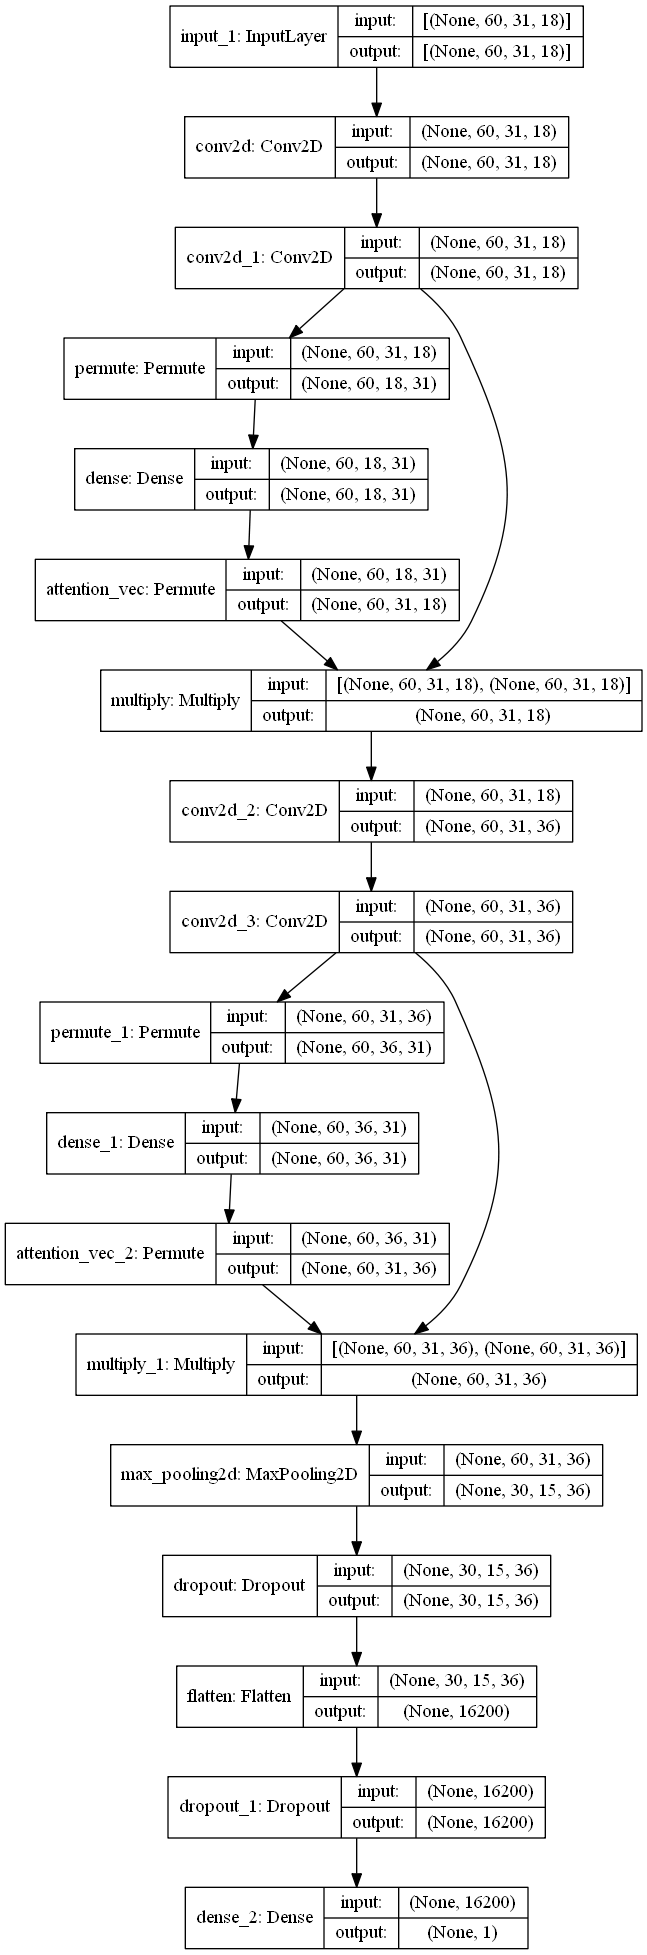 input_1: InputLayer
input: [(None, 60, 31, 18)]
output: [(None, 60, 31, 18)]
conv2d: Conv2D
input: (None, 60, 31, 18)
output: (None, 60, 31, 18)
conv2d_1: Conv2D
input: (None, 60, 31, 18)
output: (None, 60, 31, 18)
permute: Permute
input: (None, 60, 31, 18)
output: (None, 60, 18, 31)
dense: Dense
input: (None, 60, 18, 31)
output: (None, 60, 18, 31)
attention_vec: Permute
input: (None, 60, 18, 31)
output: (None, 60, 31, 18)
multiply: Multiply
input: [(None, 60, 31, 18), (None, 60, 31, 18)]
output: (None, 60, 31, 18)
conv2d_2: Conv2D
input: (None, 60, 31, 18)
output: (None, 60, 31, 36)
conv2d_3: Conv2D
input: (None, 60, 31, 36)
output: (None, 60, 31, 36)
permute_1: Permute
input: (None, 60, 31, 36)
output: (None, 60, 36, 31)
dense_1: Dense
input: (None, 60, 36, 31)
output: (None, 60, 36, 31)
attention_vec_2: Permute
input: (None, 60, 36, 31)
output: (None, 60, 31, 36)
multiply_1: Multiply
input: [(None, 60, 31, 36), (None, 60, 31, 36)]
output: (None, 60, 31, 36)
max_pooling2d: MaxPooling2D
input: (None, 60, 31, 36)
output: (None, 30, 15, 36)
dropout: Dropout
input: (None, 30, 15, 36)
output: (None, 30, 15, 36)
flatten: Flatten
input: (None, 30, 15, 36)
output: (None, 16200)
dropout_1: Dropout
input: (None, 16200)
output: (None, 16200)
dense_2: Dense
input: (None, 16200)
output: (None, 1)